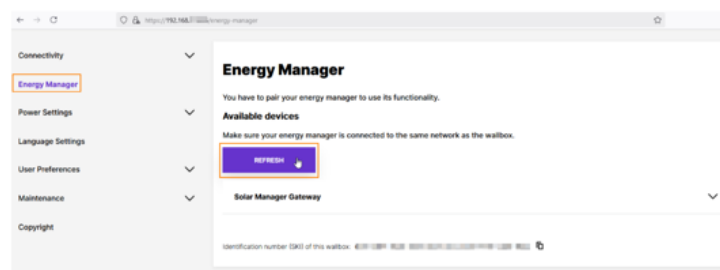 https://192.168. /energy-manager
Connectivity
Energy Manager
Power Settings
Language Settings
User Preferences
Maintenance
Copyright
Energy Manager
You have to pair your energy manager to use its functionality.
Available devices
Make sure your energy manager is connected to the same network as the wallbox.
REFRESH
Solar Manager Gateway
Identification number (SKI) of this wallbox: